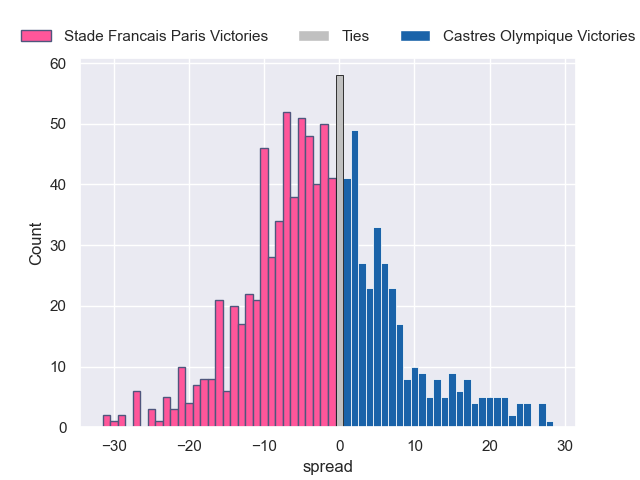 Stade Francais Paris Victories Ties Castres Olympique Victories
60
50
40
30
20
10
0
Count
−30 −20 −10 0 10 20 30
spread